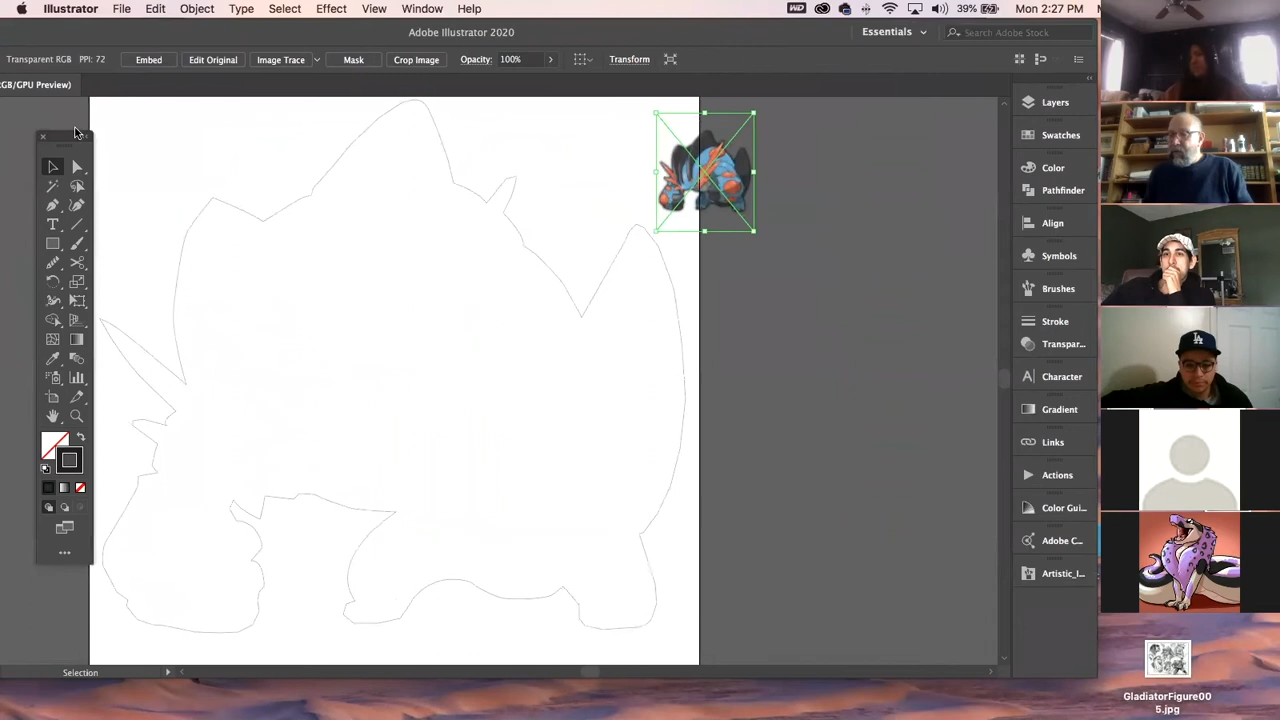 Illustrator File Edit Object Type Select Effect View Window Help
WD 39% Mon 2:27 PM
Adobe Illustrator 2020
Essentials
Search Adobe Stock
Transparent RGB PPI: 72 Embed Edit Original Image Trace Mask Crop Image Opacity: 100% Transform
GB/GPU Preview)
Layers
Swatches
Color
Pathfinder
Align
Symbols
Brushes
Stroke
Transpar...
Character
Gradient
Links
Actions
Color Gui...
Adobe C...
Artistic_I...
LA
Selection
GladiatorFigure00
5.jpg